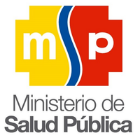 msp
Ministerio de
Salud Pública